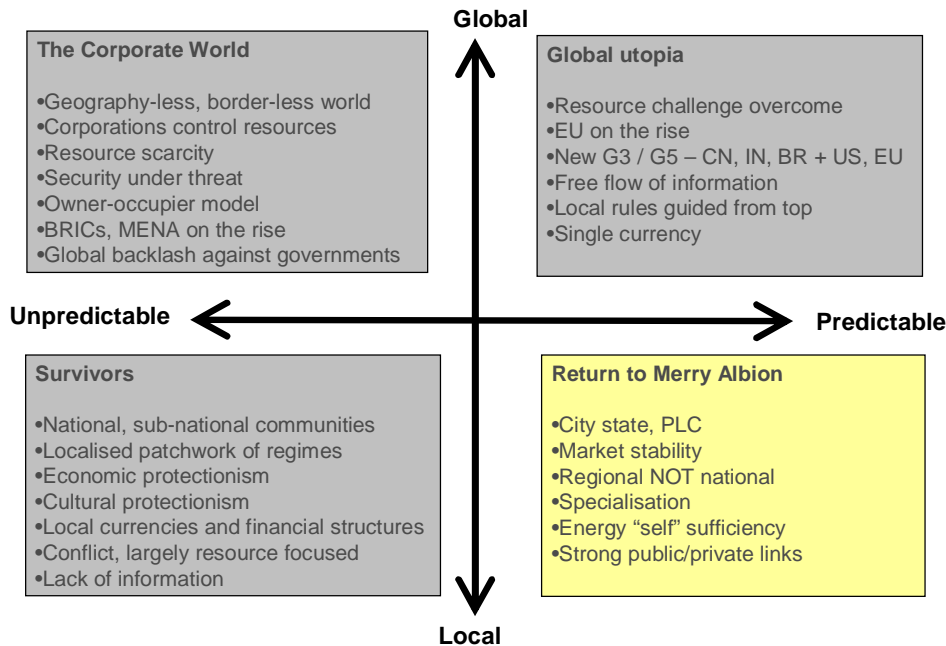 Global
The Corporate World
•Geography-less, border-less world
•Corporations control resources
•Resource scarcity
•Security under threat
•Owner-occupier model
•BRICs, MENA on the rise
•Global backlash against governments
Global utopia
•Resource challenge overcome
•EU on the rise
•New G3 / G5 – CN, IN, BR + US, EU
•Free flow of information
•Local rules guided from top
•Single currency
Unpredictable
Predictable
Survivors
•National, sub-national communities
•Localised patchwork of regimes
•Economic protectionism
•Cultural protectionism
•Local currencies and financial structures
•Conflict, largely resource focused
•Lack of information
Return to Merry Albion
•City state, PLC
•Market stability
•Regional NOT national
•Specialisation
•Energy “self” sufficiency
•Strong public/private links
Local